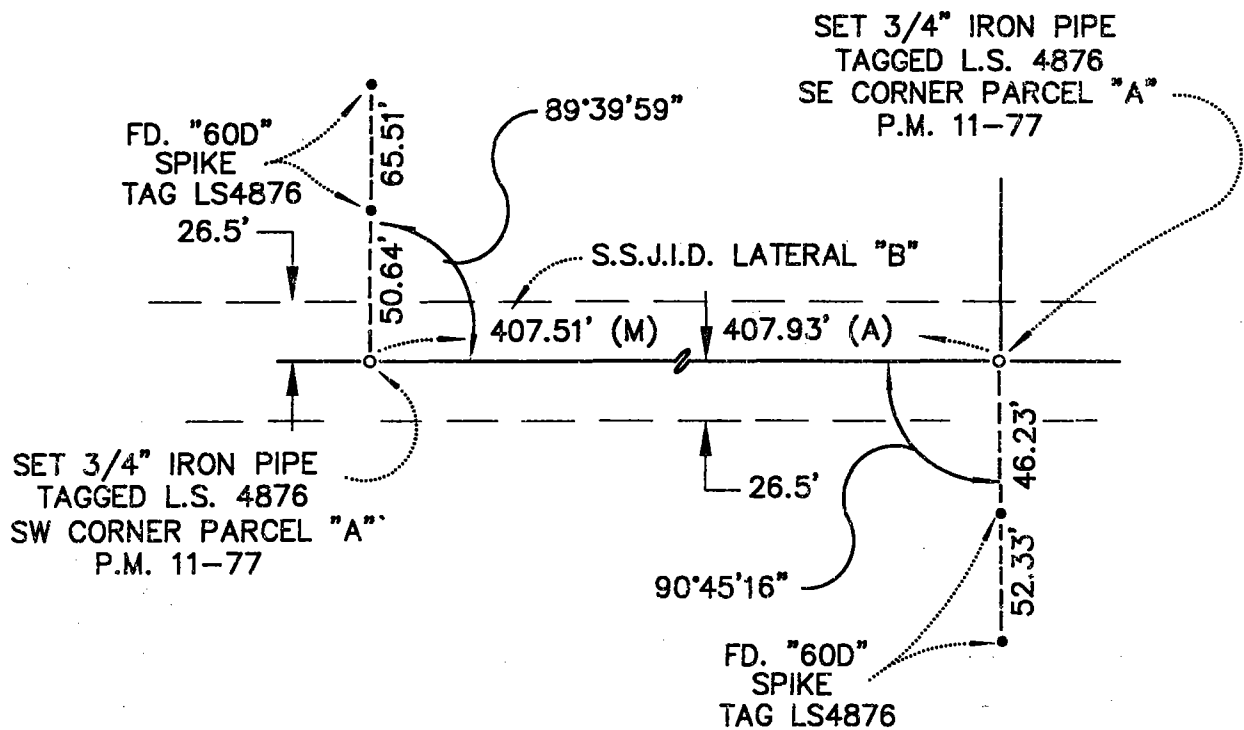 SET 3/4" IRON PIPE
TAGGED L.S. 4876
SE CORNER PARCEL "A"
P.M. 11-77
89°39'59"
FD. "60D"
SPIKE
TAG LS4876
65.51'
26.5'
50.64'
S.S.J.I.D. LATERAL "B"
407.51' (M)
407.93' (A)
SET 3/4" IRON PIPE
TAGGED L.S. 4876
SW CORNER PARCEL "A"
P.M. 11-77
26.5'
46.23'
90°45'16"
52.33'
FD. "60D"
SPIKE
TAG LS4876